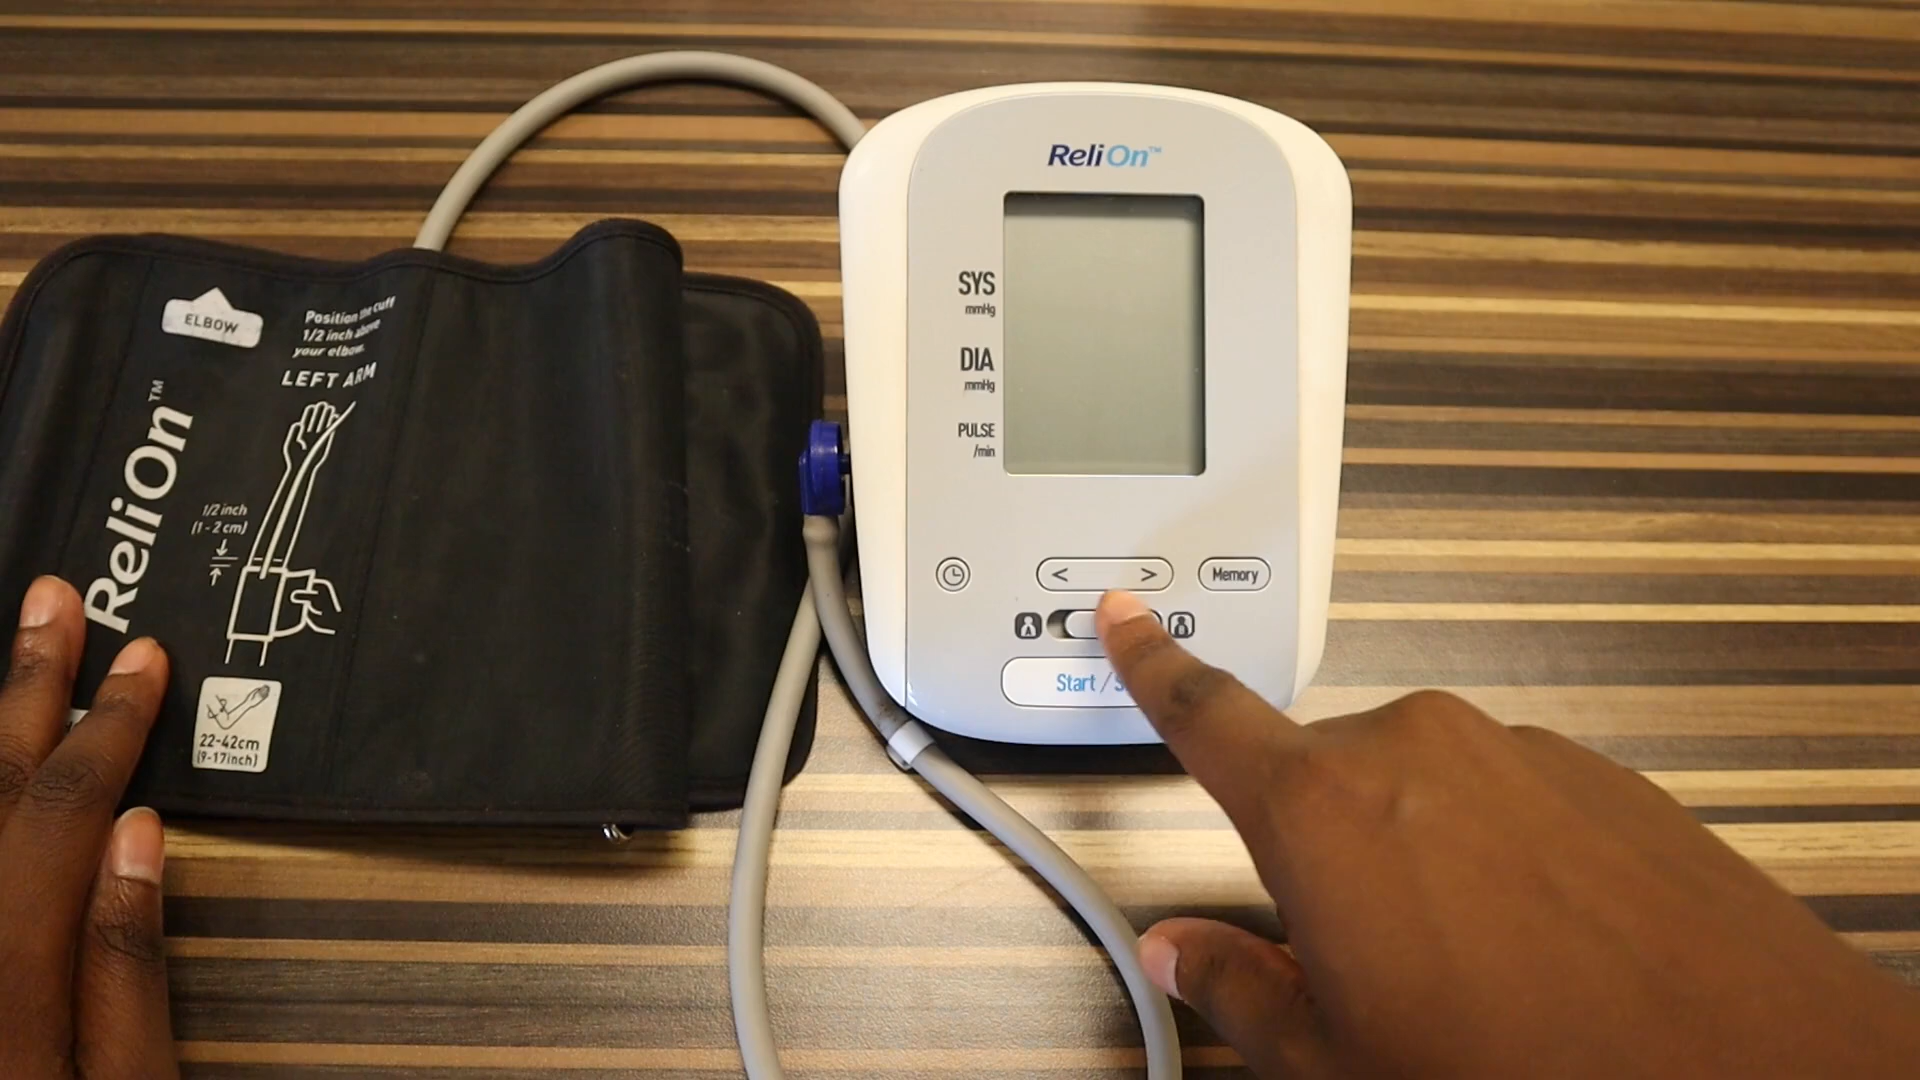 ELBOW
Position the cuff
1/2 inch above
your elbow.
LEFT ARM
ReliOn™
1/2 inch
(1-2 cm)
22-42cm
(9-17inch)
ReliOn™
SYS
mmHg
DIA
mmHg
PULSE
/min
< >
Memory
A
B
Start /